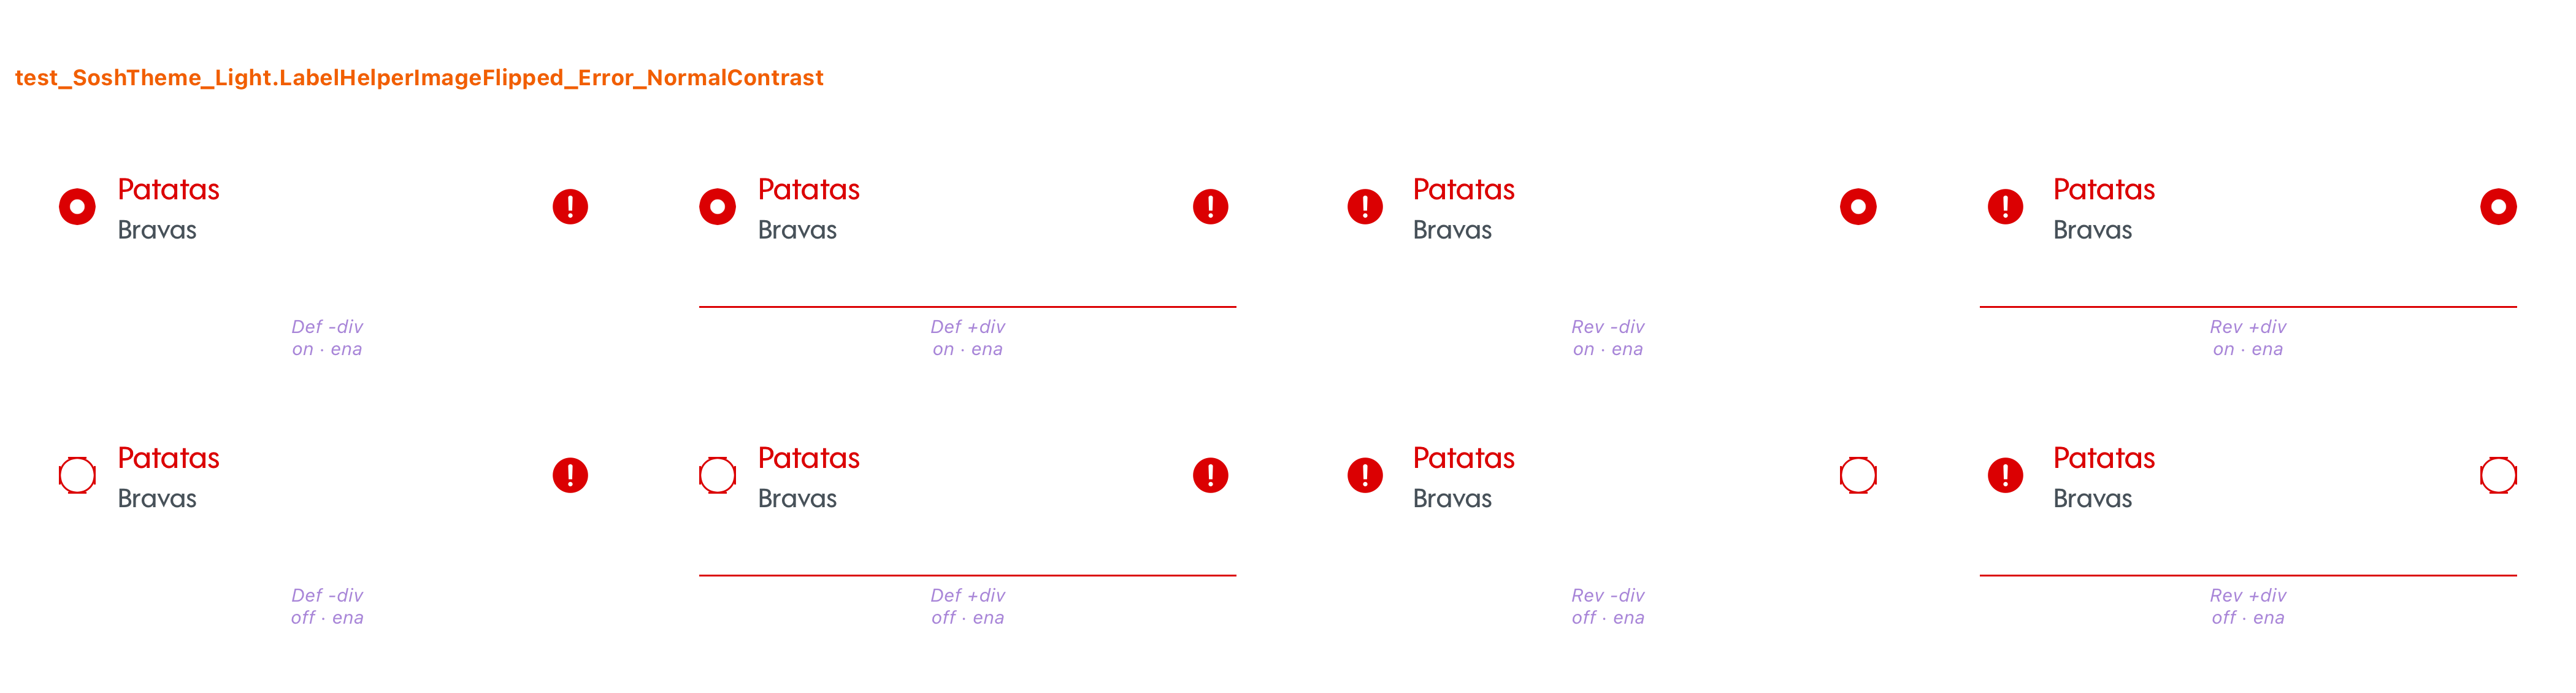 test_SoshTheme_Light.LabelHelperImageFlipped_Error_NormalContrast
Patatas
Bravas
Def -div
on · ena
Patatas
Bravas
Def +div
on · ena
Patatas
Bravas
Rev -div
on · ena
Patatas
Bravas
Rev +div
on · ena
Patatas
Bravas
Def -div
off · ena
Patatas
Bravas
Def +div
off · ena
Patatas
Bravas
Rev -div
off · ena
Patatas
Bravas
Rev +div
off · ena